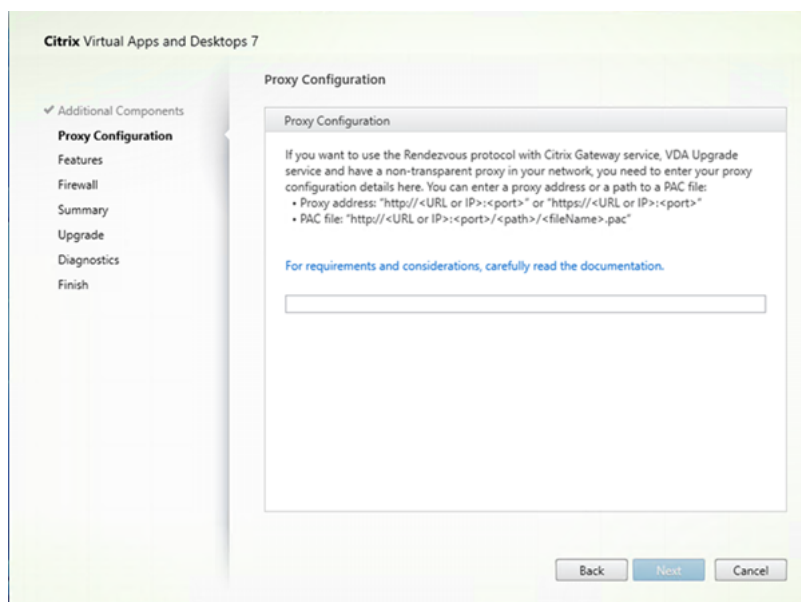 Citrix Virtual Apps and Desktops 7
Proxy Configuration
✔ Additional Components
Proxy Configuration
Features
Firewall
Summary
Upgrade
Diagnostics
Finish
Proxy Configuration
If you want to use the Rendezvous protocol with Citrix Gateway service, VDA Upgrade
service and have a non-transparent proxy in your network, you need to enter your proxy
configuration details here. You can enter a proxy address or a path to a PAC file:
• Proxy address: "http://<URL or IP>:<port>" or "https://<URL or IP>:<port>"
• PAC file: "http://<URL or IP>:<port>/<path>/<fileName>.pac"
For requirements and considerations, carefully read the documentation.
Back Next Cancel